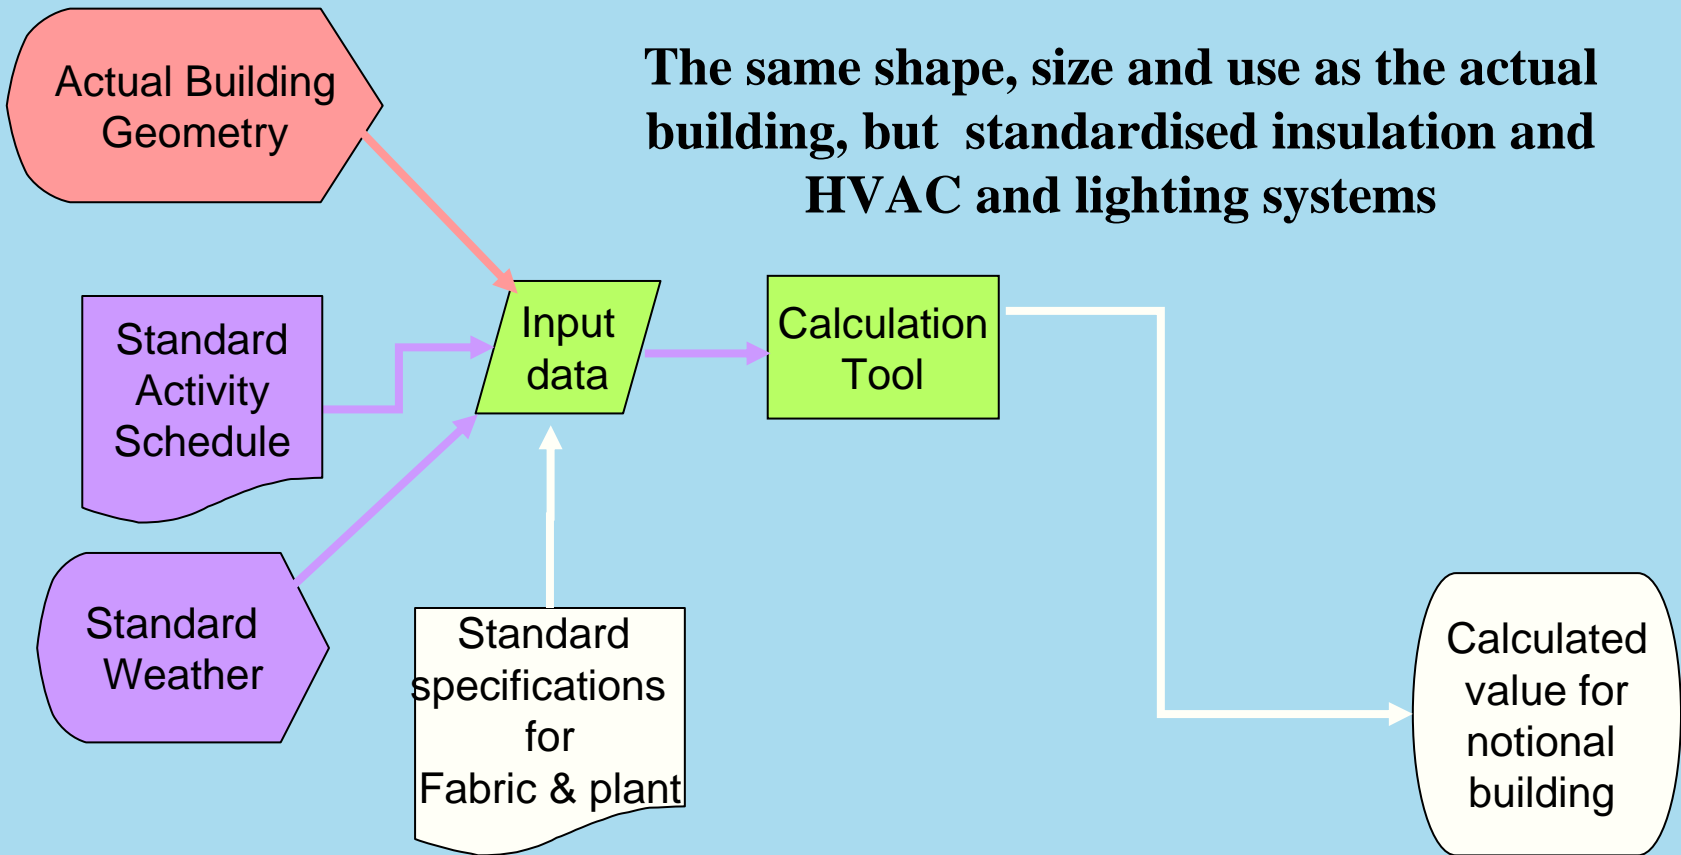 Actual Building
Geometry
The same shape, size and use as the actual
building, but standardised insulation and
HVAC and lighting systems
Standard
Activity
Schedule
Input
data
Calculation
Tool
Standard
Weather
Standard
specifications
for
Fabric & plant
Calculated
value for
notional
building